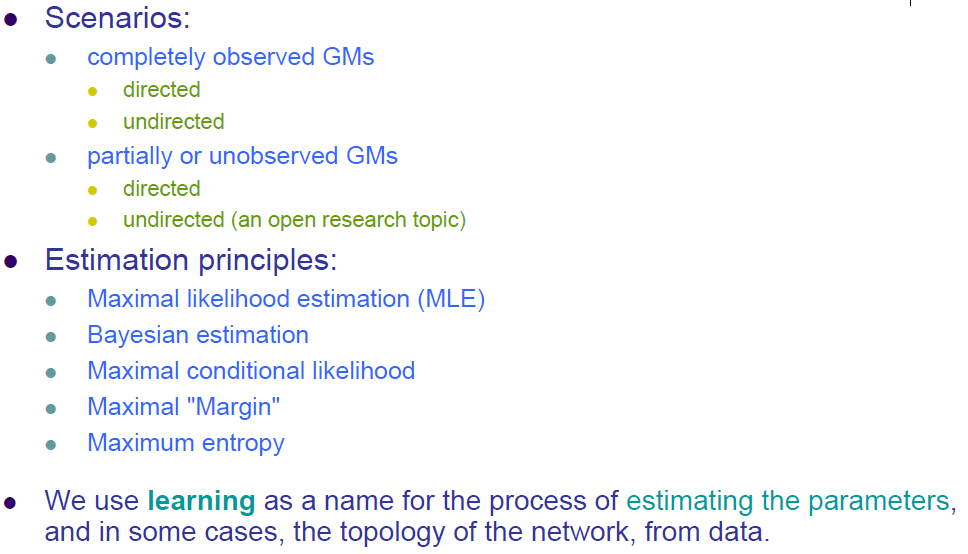 Scenarios:
completely observed GMs
directed
undirected
partially or unobserved GMs
directed
undirected (an open research topic)
Estimation principles:
Maximal likelihood estimation (MLE)
Bayesian estimation
Maximal conditional likelihood
Maximal "Margin"
Maximum entropy
We use learning as a name for the process of estimating the parameters,
and in some cases, the topology of the network, from data.